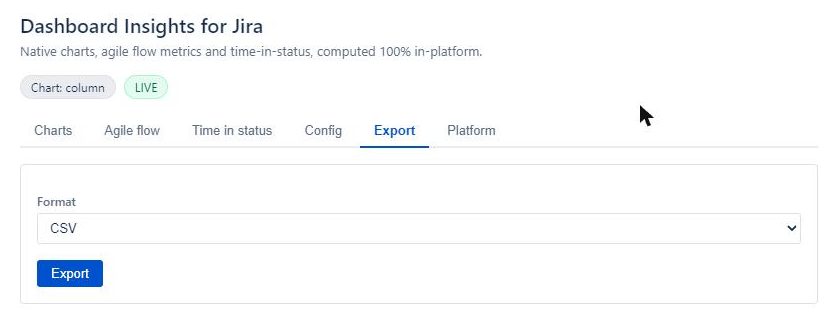 Dashboard Insights for Jira
Native charts, agile flow metrics and time-in-status, computed 100% in-platform.
Chart: column LIVE
Charts Agile flow Time in status Config Export Platform
Format
CSV
Export